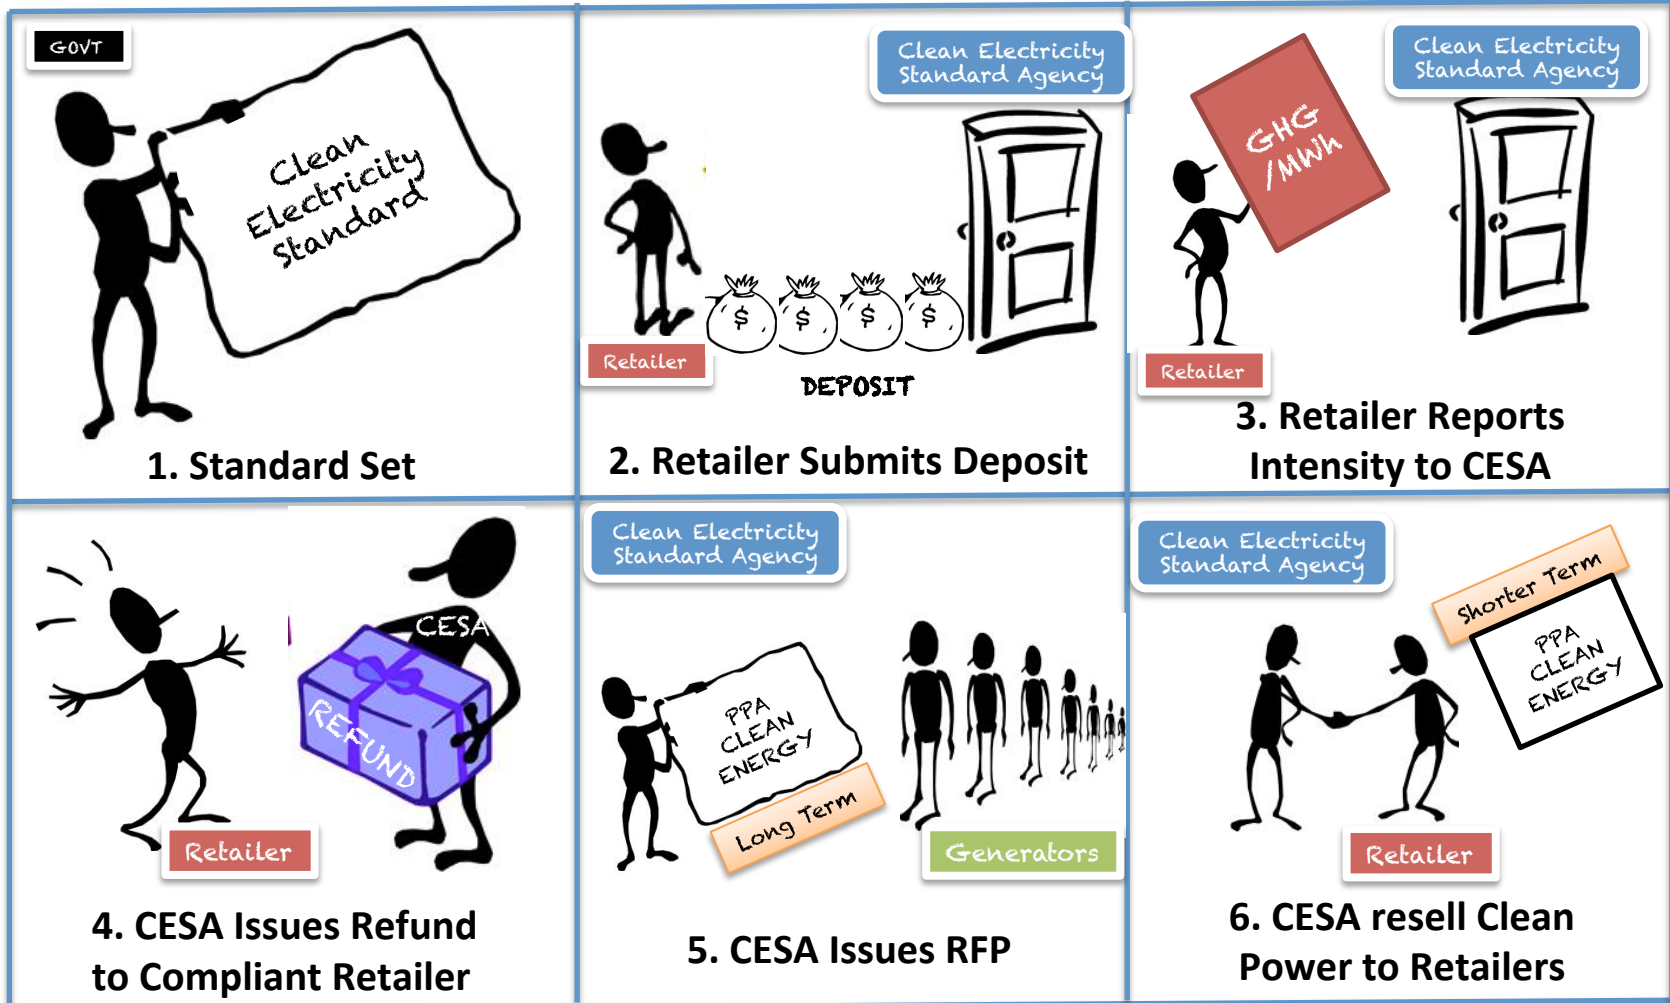 GOVT
Clean
Electricity
Standard
1. Standard Set
Clean Electricity
Standard Agency
$
$
$
$
Retailer
DEPOSIT
2. Retailer Submits Deposit
Clean Electricity
Standard Agency
GHG
/MWh
Retailer
3. Retailer Reports
Intensity to CESA
CESA
REFUND
Retailer
4. CESA Issues Refund
to Compliant Retailer
Clean Electricity
Standard Agency
PPA
CLEAN
ENERGY
Long Term
Generators
5. CESA Issues RFP
Clean Electricity
Standard Agency
Shorter Term
PPA
CLEAN
ENERGY
Retailer
6. CESA resell Clean
Power to Retailers